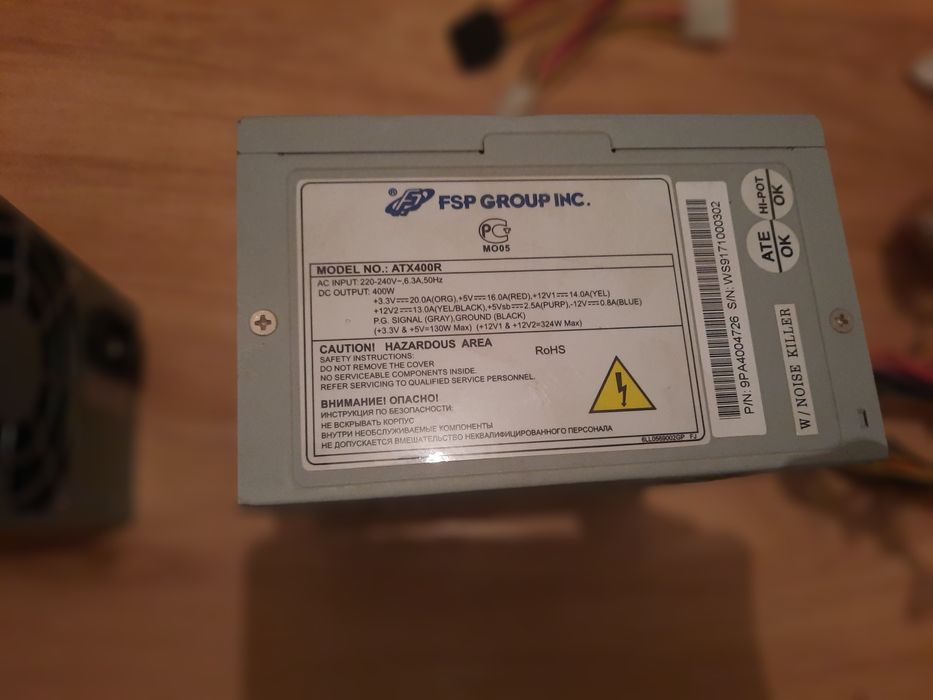 ® FSP GROUP INC.
PG
MO05
MODEL NO.: ATX400R
AC INPUT: 220-240V~,6.3A,50Hz
DC OUTPUT: 400W
+3.3V⎓20.0A(ORG),+5V⎓16.0A(RED),+12V1⎓14.0A(YEL)
+12V2⎓13.0A(YEL/BLACK),+5Vsb⎓2.5A(PURP),-12V⎓0.8A(BLUE)
P.G. SIGNAL (GRAY),GROUND (BLACK)
(+3.3V & +5V=130W Max) (+12V1 & +12V2=324W Max)
CAUTION! HAZARDOUS AREA
RoHS
SAFETY INSTRUCTIONS:
DO NOT REMOVE THE COVER
NO SERVICEABLE COMPONENTS INSIDE.
REFER SERVICING TO QUALIFIED SERVICE PERSONNEL.
ВНИМАНИЕ! ОПАСНО!
ИНСТРУКЦИЯ ПО БЕЗОПАСНОСТИ:
НЕ ВСКРЫВАТЬ КОРПУС
ВНУТРИ НЕОБСЛУЖИВАЕМЫЕ КОМПОНЕНТЫ
НЕ ДОПУСКАЕТСЯ ВМЕШАТЕЛЬСТВО НЕКВАЛИФИЦИРОВАННОГО ПЕРСОНАЛА
P/N: 9PA4004726 S/N: WS9171000302
HI-POT
OK
ATE
OK
W/ NOISE KILLER